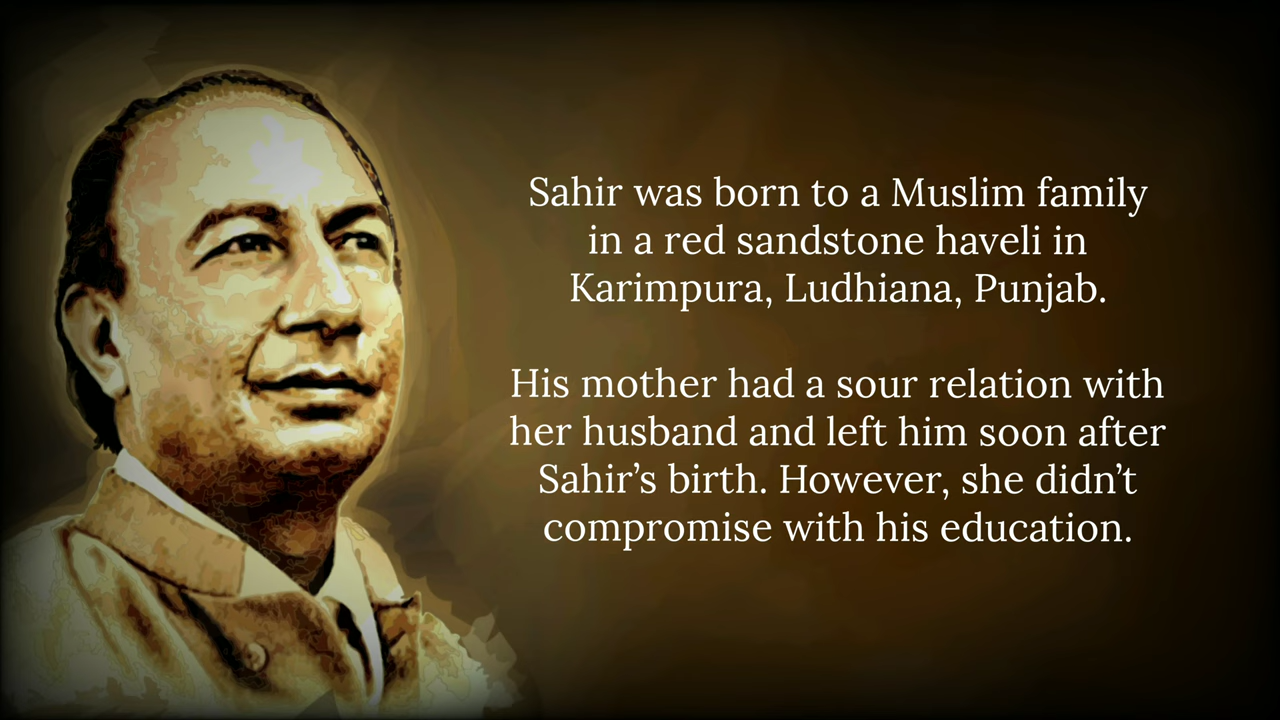 Sahir was born to a Muslim family
in a red sandstone haveli in
Karimpura, Ludhiana, Punjab.
His mother had a sour relation with
her husband and left him soon after
Sahir’s birth. However, she didn’t
compromise with his education.